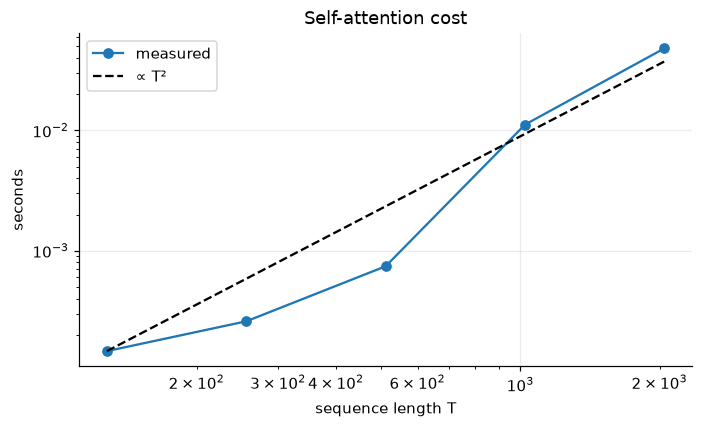 Self-attention cost
measured
∝ T²
seconds
10⁻²
10⁻³
2 × 10² 3 × 10² 4 × 10² 6 × 10² 10³ 2 × 10³
sequence length T